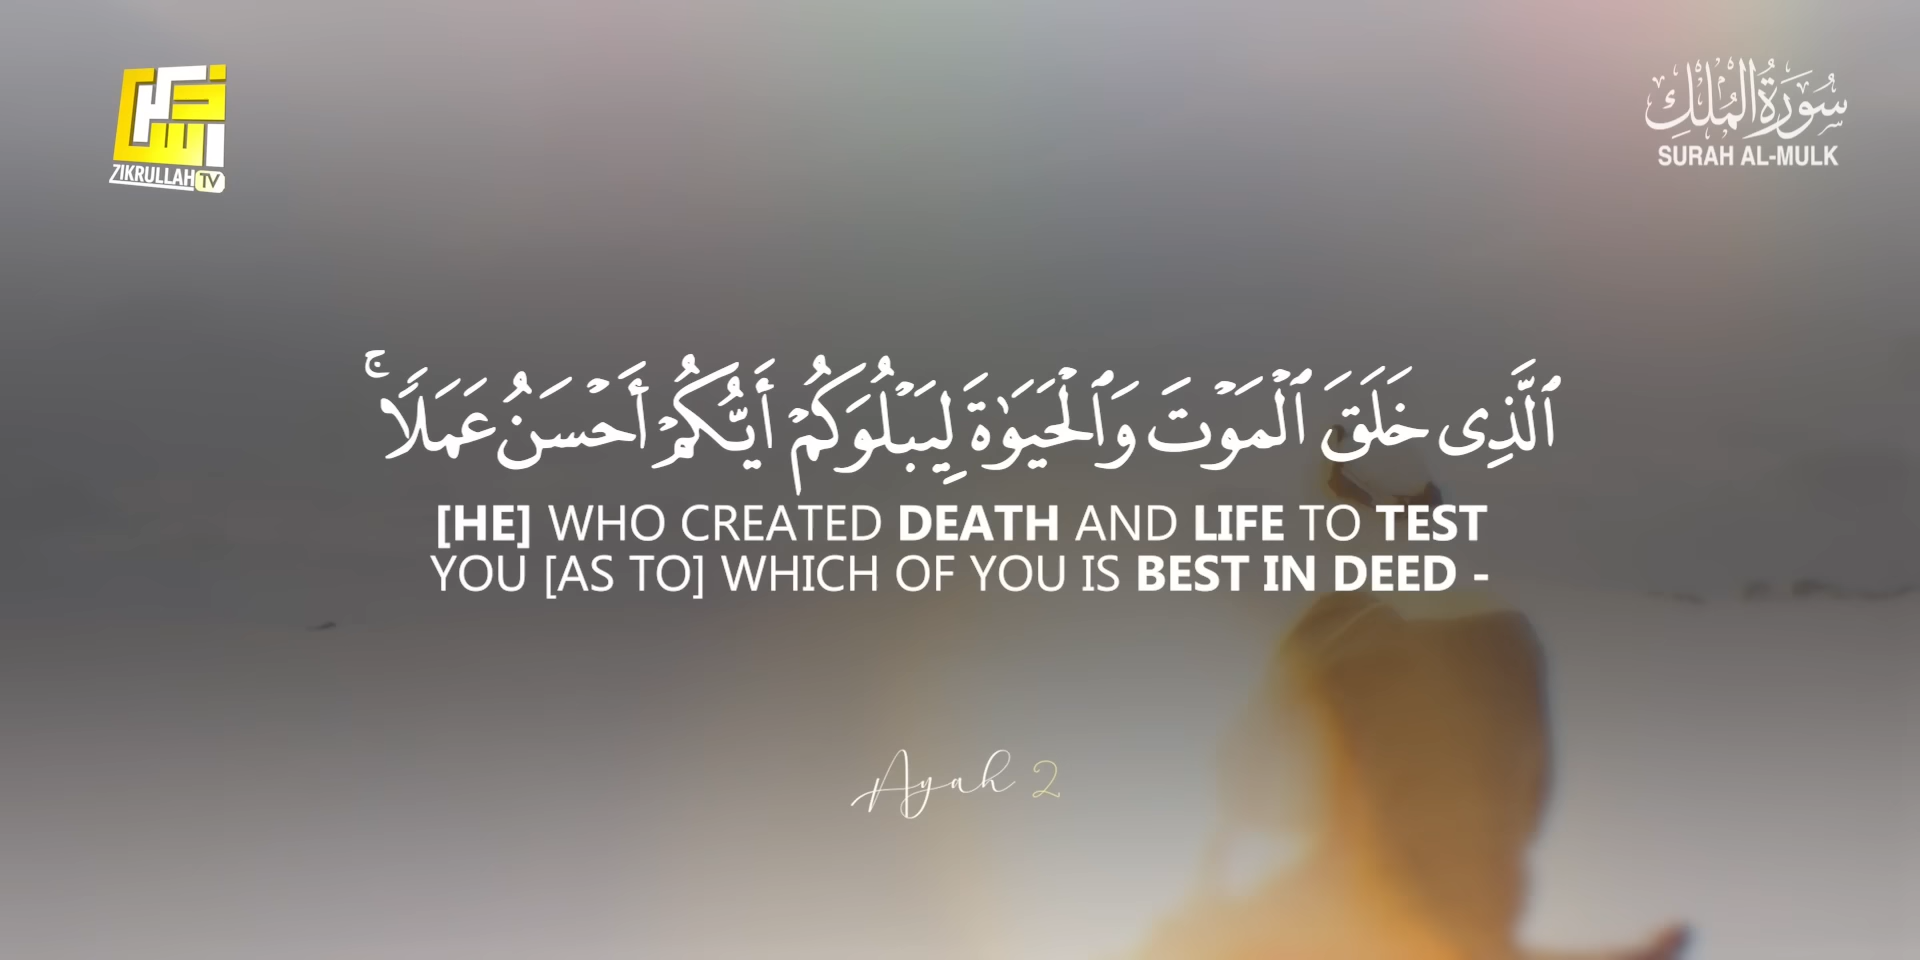 ZIKRULLAH TV
سُورَةُ الْمُلْكِ
SURAH AL-MULK
ٱلَّذِى خَلَقَ ٱلْمَوْتَ وَٱلْحَيَوٰةَ لِيَبْلُوَكُمْ أَيُّكُمْ أَحْسَنُ عَمَلًا ۚ
[HE] WHO CREATED DEATH AND LIFE TO TEST
YOU [AS TO] WHICH OF YOU IS BEST IN DEED -
Ayah 2